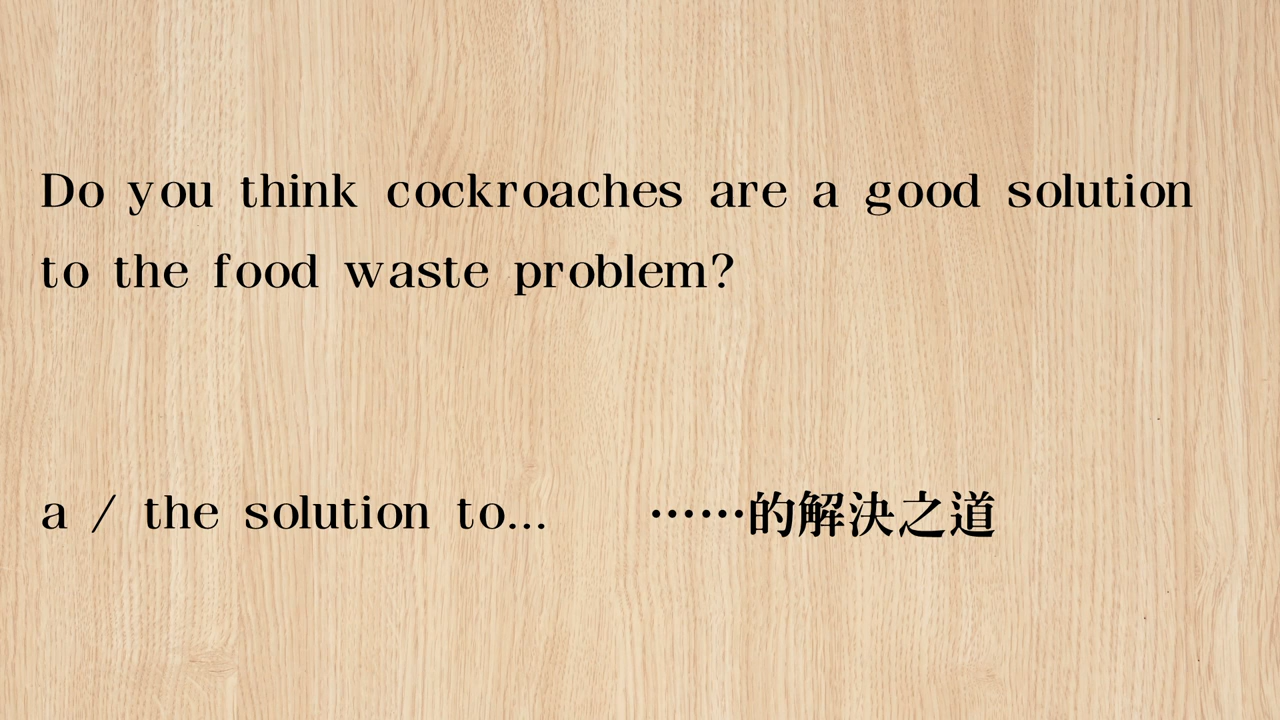 Do you think cockroaches are a good solution
to the food waste problem?
a / the solution to... ……的解決之道